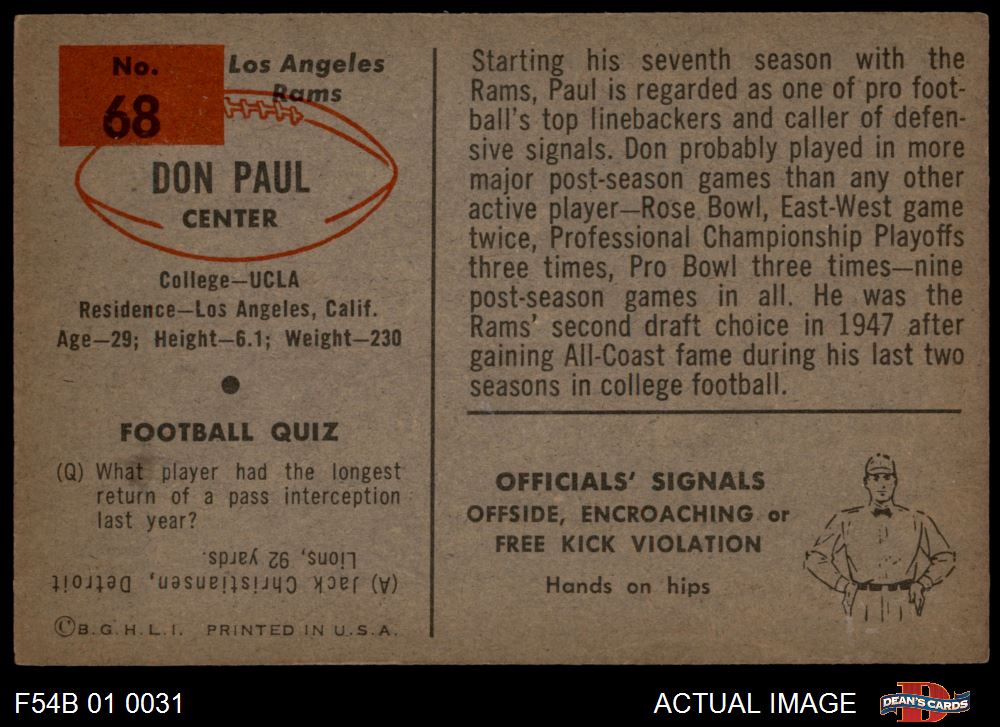 No.
68
Los Angeles
Rams
DON PAUL
CENTER
College—UCLA
Residence—Los Angeles, Calif.
Age—29; Height—6.1; Weight—230
FOOTBALL QUIZ
(Q) What player had the longest
return of a pass interception
last year?
(A) Jack Christiansen, Detroit
Lions, 92 yards.
©B.G.H.L.I. PRINTED IN U.S.A.
Starting his seventh season with the
Rams, Paul is regarded as one of pro foot-
ball's top linebackers and caller of defen-
sive signals. Don probably played in more
major post-season games than any other
active player—Rose Bowl, East-West game
twice, Professional Championship Playoffs
three times, Pro Bowl three times—nine
post-season games in all. He was the
Rams' second draft choice in 1947 after
gaining All-Coast fame during his last two
seasons in college football.
OFFICIALS' SIGNALS
OFFSIDE, ENCROACHING or
FREE KICK VIOLATION
Hands on hips
F54B 01 0031
ACTUAL IMAGE
D
DEAN'S CARDS